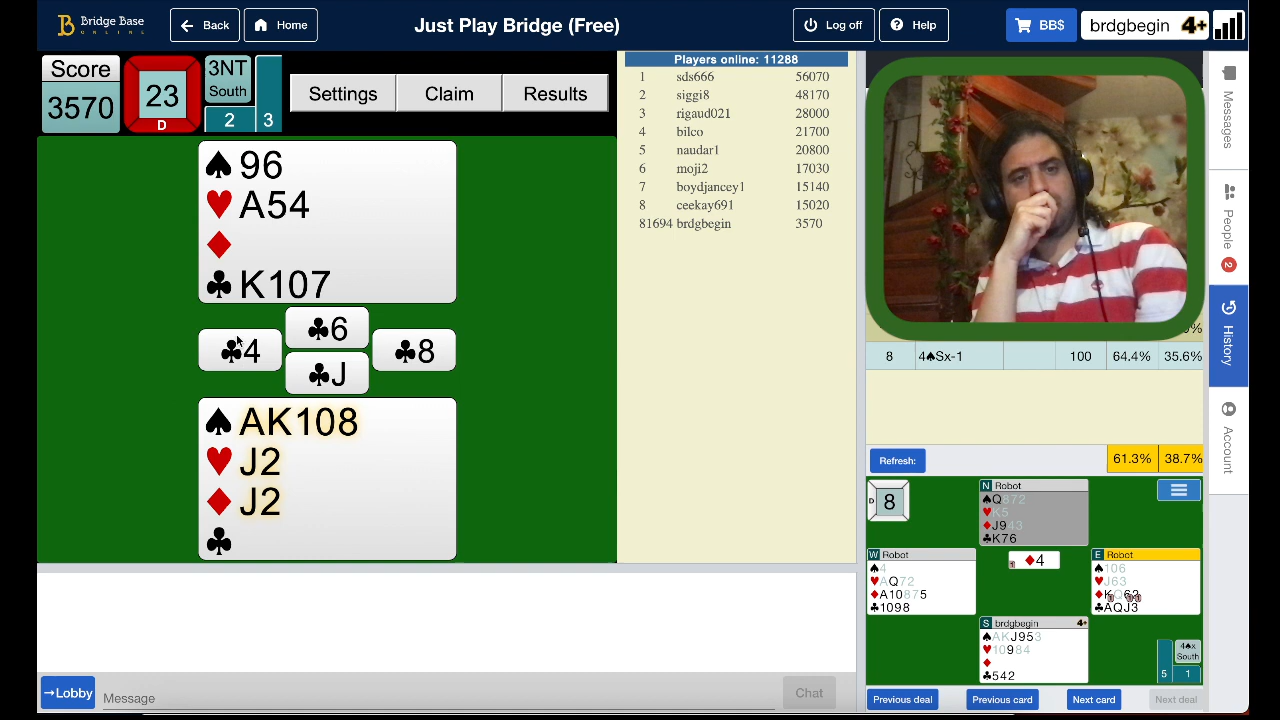 Bridge Base
ONLINE
Back
Home
Just Play Bridge (Free)
Log off
Help
BB$
brdgbegin 4+
Score
3570
23
D
3NT
South
2
3
Settings
Claim
Results
Players online: 11288
1 sds666 56070
2 siggi8 48170
3 rigaud021 28000
4 bilco 21700
5 naudar1 20800
6 moji2 17030
7 boydjancey1 15140
8 ceekay691 15020
81694 brdgbegin 3570
♠ 96
♥ A54
♦
♣ K107
♣6
♣4
♣8
♣J
♠ AK108
♥ J2
♦ J2
♣
8 4♠Sx-1 100 64.4% 35.6%
Refresh:
61.3% 38.7%
D 8
N Robot
♠Q872
♥K5
♦J943
♣K76
W Robot
♠4
♥AQ72
♦A10875
♣1098
♦4
E Robot
♠106
♥J63
♣AQJ3
S brdgbegin 4+
♠AKJ953
♥10984
♦
♣542
4♠x
South
5
1
Previous deal
Previous card
Next card
Next deal
→Lobby
Message
Chat
Messages
People
2
History
Account